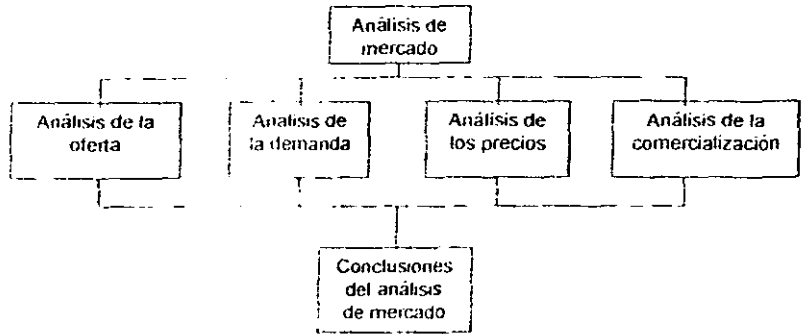 Análisis de
mercado
Análisis de la
oferta
Análisis de
la demanda
Análisis de
los precios
Análisis de la
comercialización
Conclusiones
del análisis
de mercado